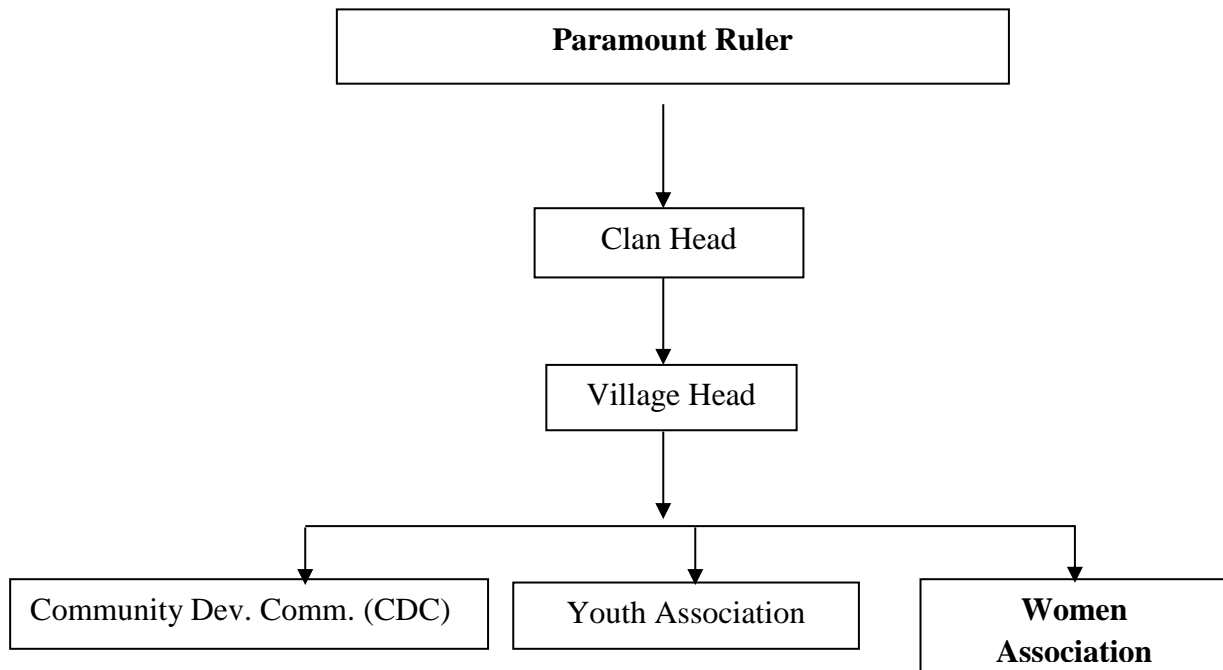 Paramount Ruler
Clan Head
Village Head
Community Dev. Comm. (CDC)
Youth Association
Women
Association